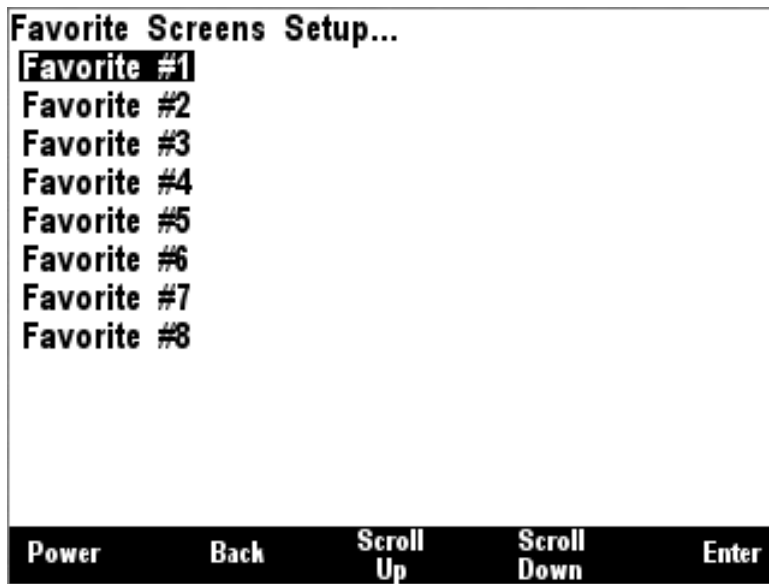 Favorite Screens Setup...
Favorite #1
Favorite #2
Favorite #3
Favorite #4
Favorite #5
Favorite #6
Favorite #7
Favorite #8
Power
Back
Scroll
Up
Scroll
Down
Enter